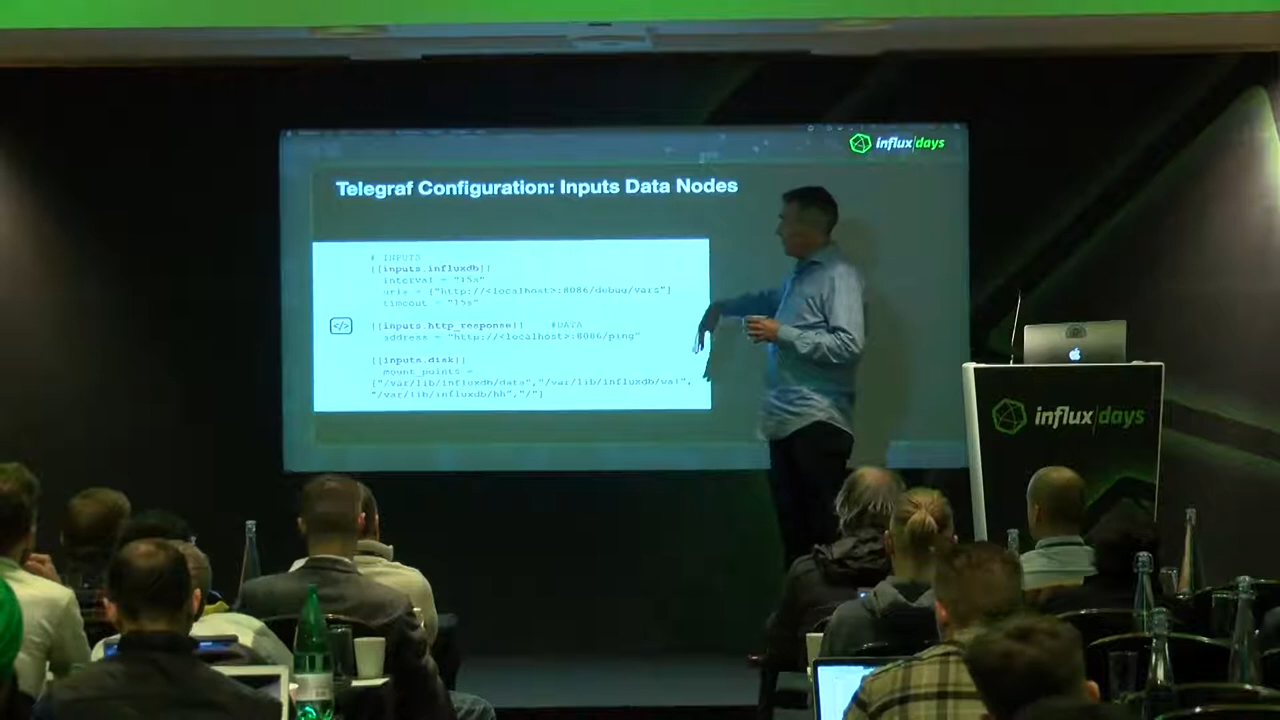 influx|days
Telegraf Configuration: Inputs Data Nodes
# INPUTS
[[inputs.influxdb]]
interval = "15s"
urls = ["http://<localhost>:8086/debug/vars"]
timeout = "15s"
</>
[[inputs.http_response]] #DATA
address = "http://<localhost>:8086/ping"
[[inputs.disk]]
mount_points =
["/var/lib/influxdb/data","/var/lib/influxdb/wal",
"/var/lib/influxdb/hh","/"]
influx|days